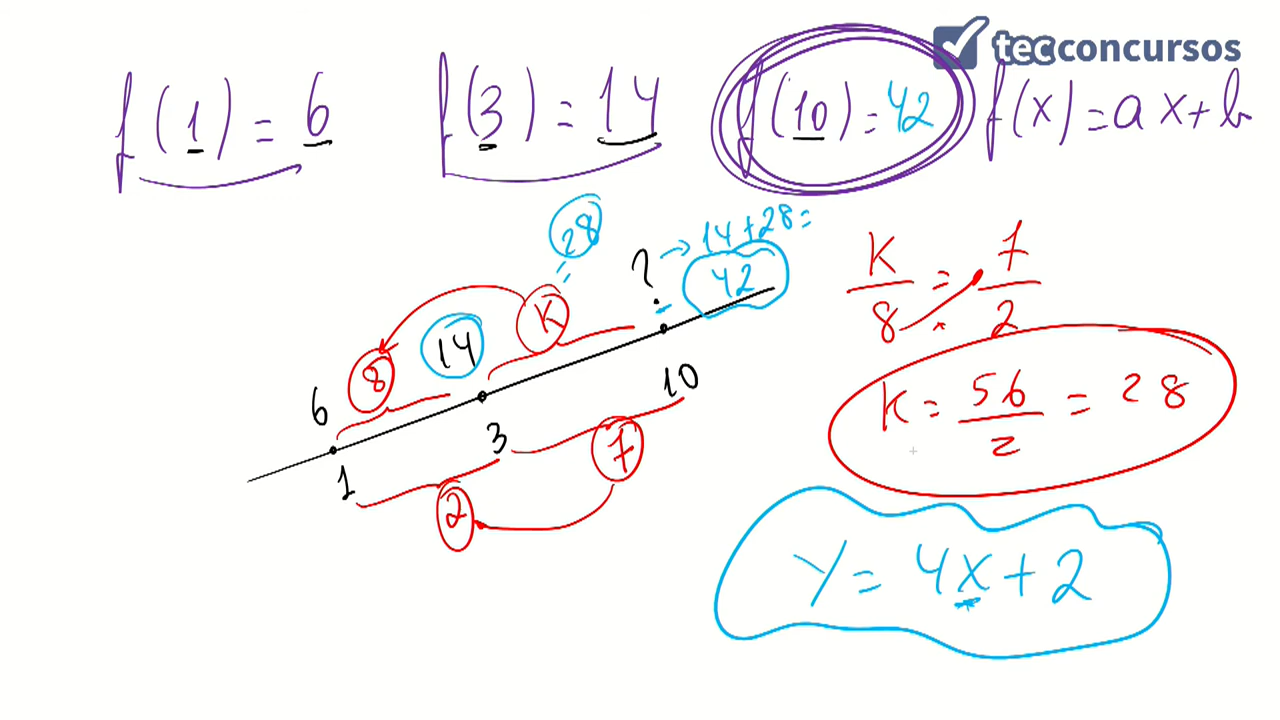 tecconcursos
f(1) = 6
f(3) = 14
f(10) = 42
f(x) = ax + b
28
=
? → 14 + 28 =
42
K
8
14
6
10
3
1
7
2
K/8 = 7/2
K = 56/2 = 28
y = 4x + 2